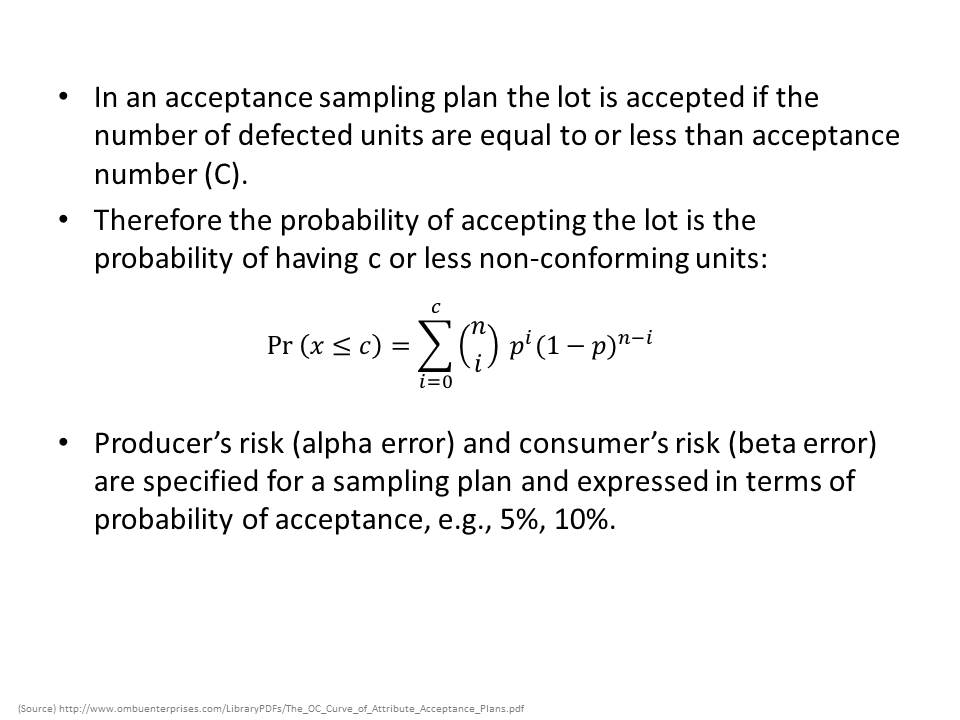 • In an acceptance sampling plan the lot is accepted if the
number of defected units are equal to or less than acceptance
number (C).
• Therefore the probability of accepting the lot is the
probability of having c or less non-conforming units:
Pr (x ≤ c) = ∑_{i=0}^{c} (n i) p^i (1 − p)^{n−i}
• Producer’s risk (alpha error) and consumer’s risk (beta error)
are specified for a sampling plan and expressed in terms of
probability of acceptance, e.g., 5%, 10%.
(Source) http://www.ombuenterprises.com/LibraryPDFs/The_OC_Curve_of_Attribute_Acceptance_Plans.pdf